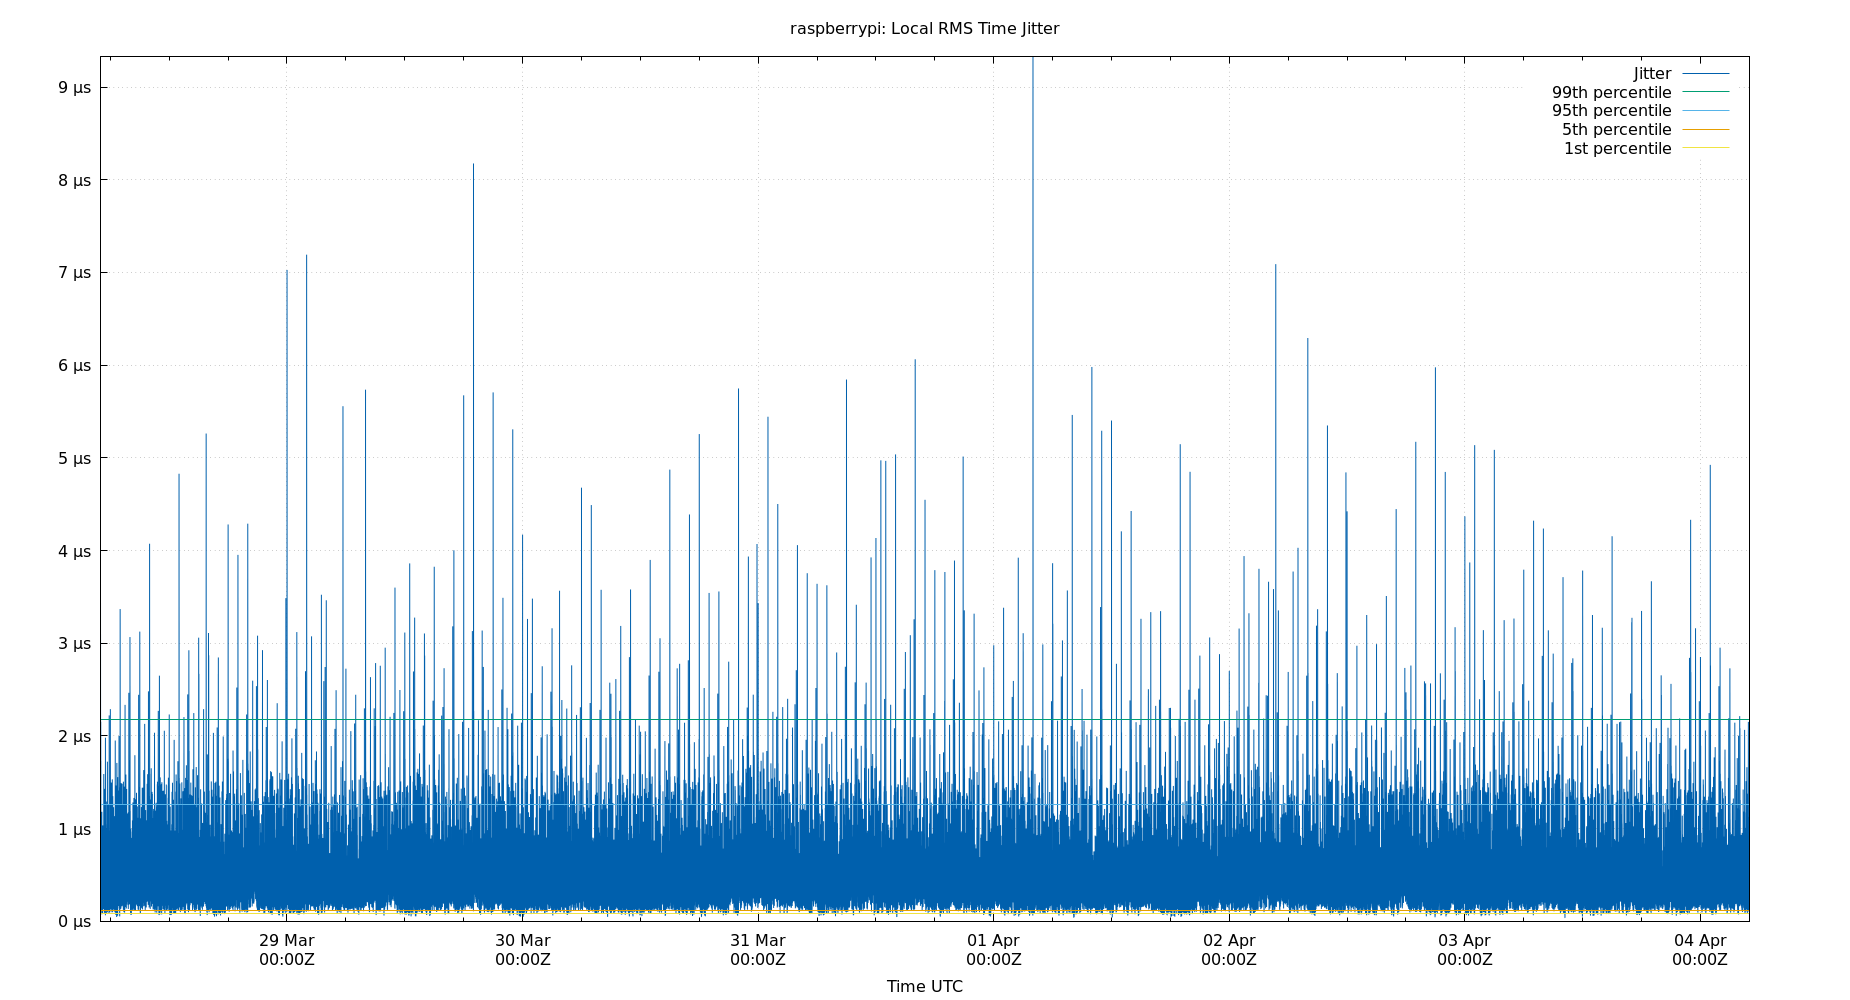 raspberrypi: Local RMS Time Jitter
Jitter
99th percentile
95th percentile
5th percentile
1st percentile
9 µs
8 µs
7 µs
6 µs
5 µs
4 µs
3 µs
2 µs
1 µs
0 µs
29 Mar 30 Mar 31 Mar 01 Apr 02 Apr 03 Apr 04 Apr
00:00Z 00:00Z 00:00Z 00:00Z 00:00Z 00:00Z 00:00Z
Time UTC